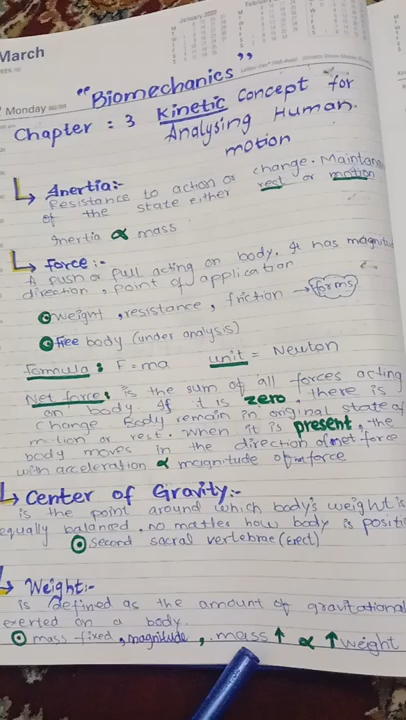 March
January 2022
Monday
"Biomechanics"
Chapter : 3 Kinetic Concept for
Analysing Human
motion
Inertia:-
Resistance to action or change. Maintance
of the state either rest or motion
Inertia ∝ mass
Force:-
A push or pull acting on body. It has magnitu
direction, point of application
weight, resistance, friction → forms
Free body (under analysis)
Formula: F = ma unit = Newton
Net force: is the sum of all forces acting
on body If it is zero, there is
change Body remain in original state of
motion or rest. When it is present, the
body moves in the direction of net force
with acceleration ∝ magnitude of force
Center of Gravity:-
is the point around which body's weight is
equally balanced, no matter how body is positi
second sacral vertebrae (Erect)
Weight:-
is defined as the amount of gravitational
exerted on a body.
mass fixed, magnitude, mass ↑ ∝ ↑ weight